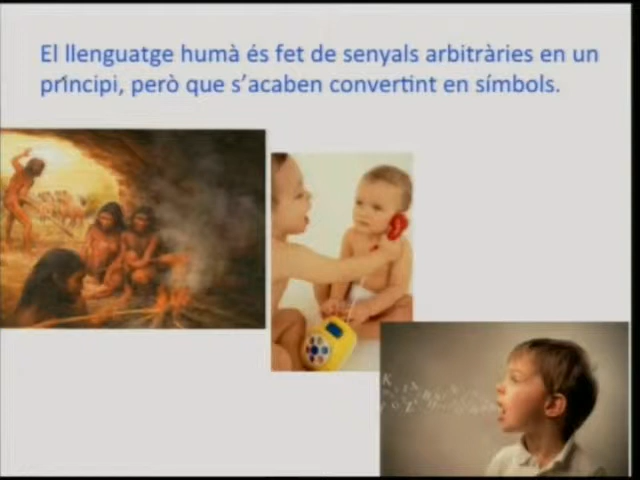 El llenguatge humà és fet de senyals arbitràries en un
principi, però que s'acaben convertint en símbols.